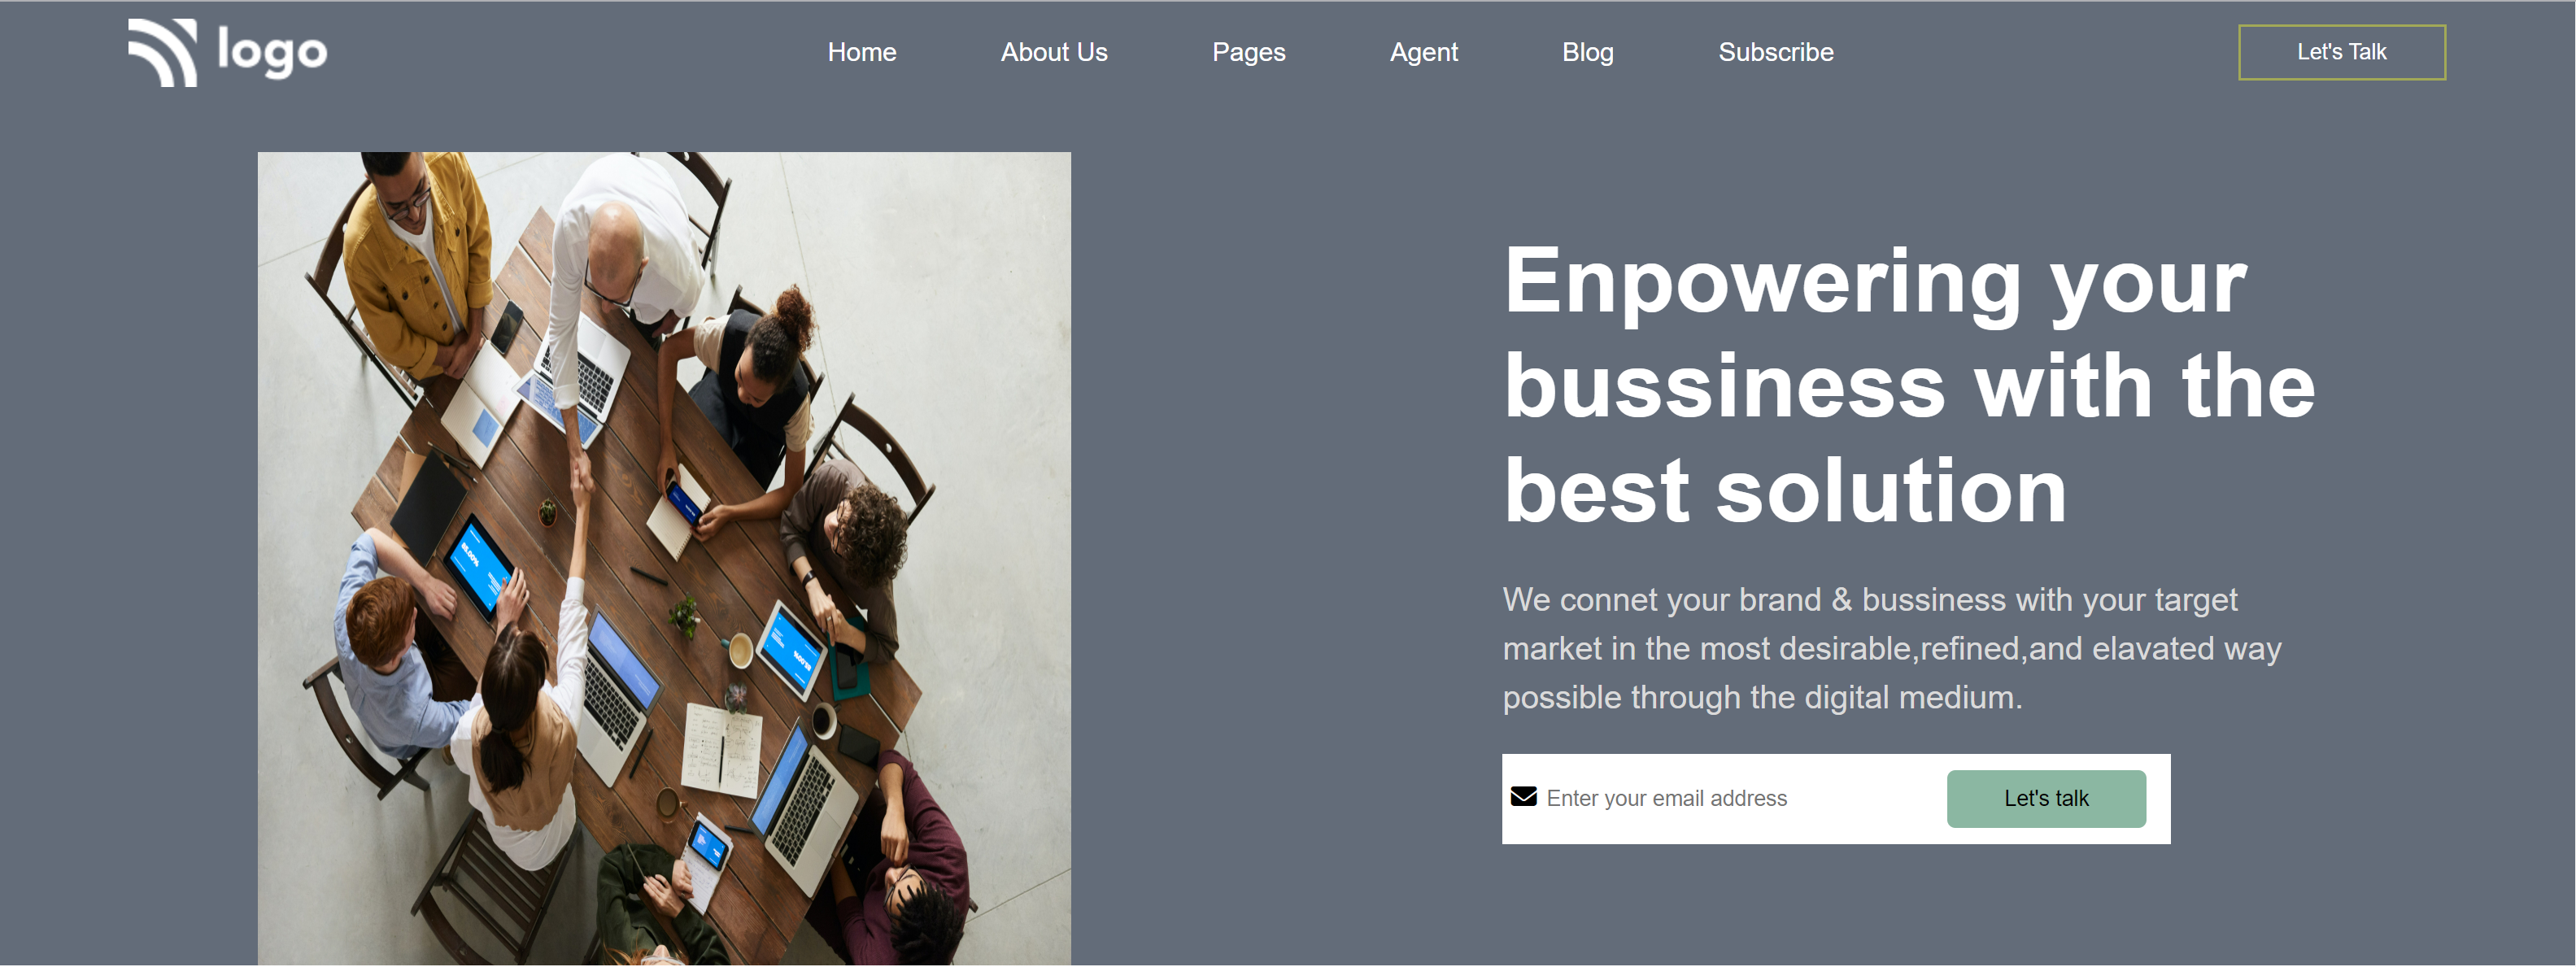 logo
Home About Us Pages Agent Blog Subscribe
Let's Talk
Enpowering your
bussiness with the
best solution
We connet your brand & bussiness with your target
market in the most desirable,refined,and elavated way
possible through the digital medium.
Enter your email address
Let's talk